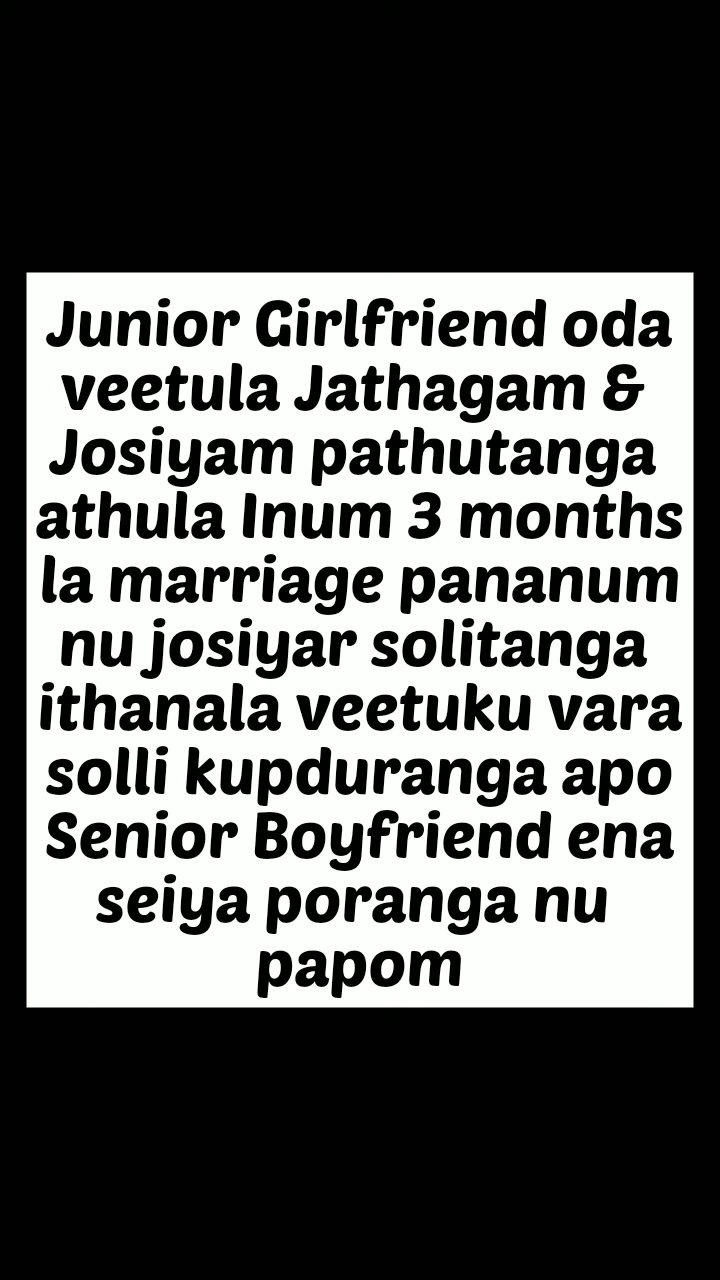 Junior Girlfriend oda
veetula Jathagam &
Josiyam pathutanga
athula Inum 3 months
la marriage pananum
nu josiyar solitanga
ithanala veetuku vara
solli kupduranga apo
Senior Boyfriend ena
seiya poranga nu
papom